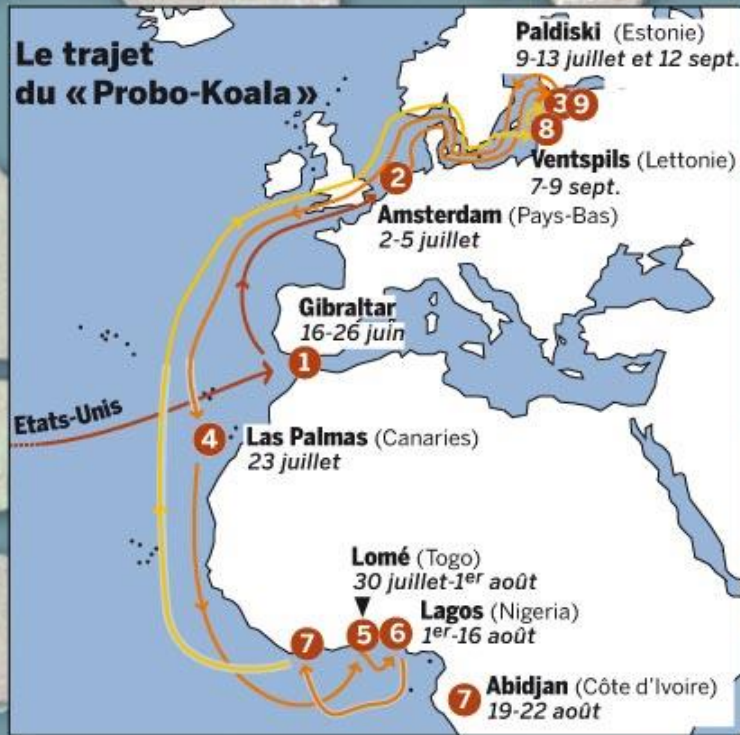 Le trajet
du « Probo-Koala »
Paldiski (Estonie)
9-13 juillet et 12 sept.
3 9
8
Ventspils (Lettonie)
7-9 sept.
2
Amsterdam (Pays-Bas)
2-5 juillet
Gibraltar
16-26 juin
1
Etats-Unis
4
Las Palmas (Canaries)
23 juillet
Lomé (Togo)
30 juillet-1er août
Lagos (Nigeria)
1er-16 août
7 5 6
7 Abidjan (Côte d'Ivoire)
19-22 août